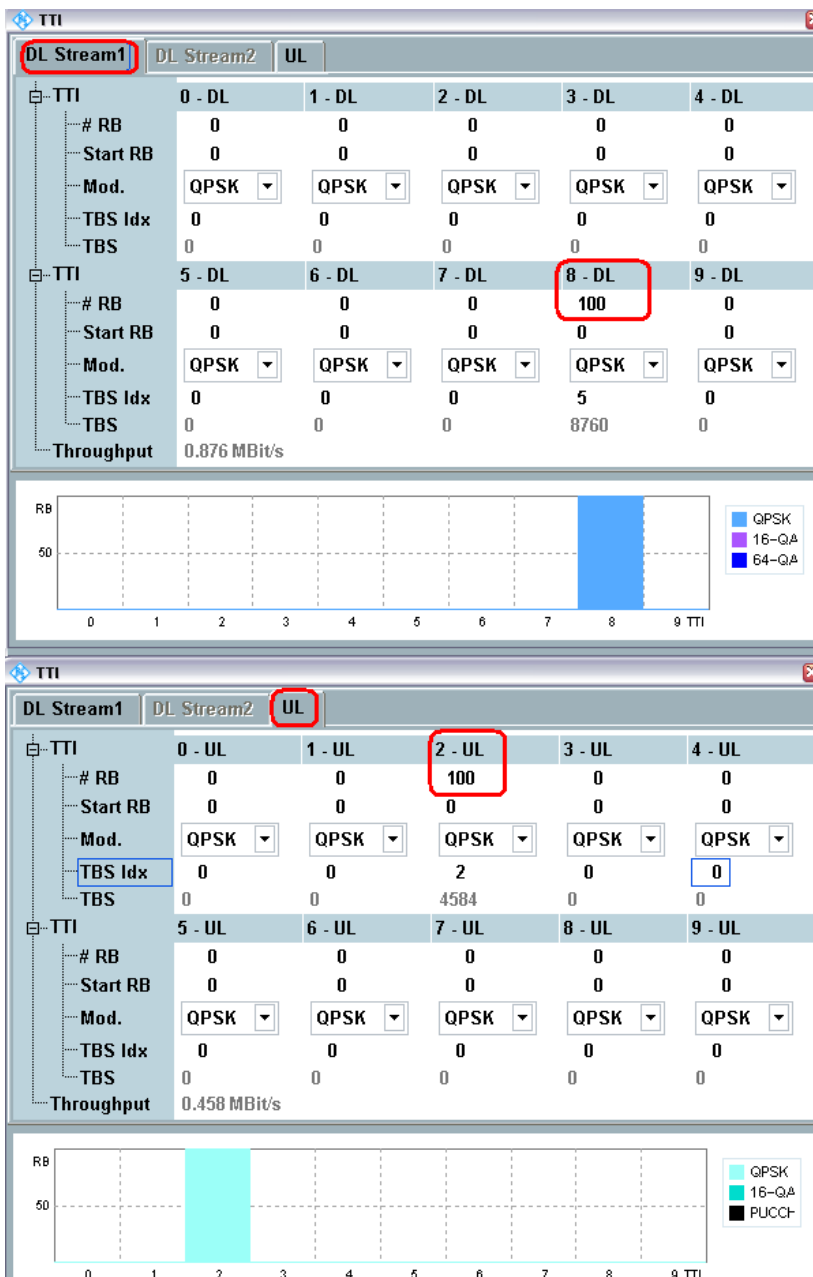 TTI
DL Stream1 DL Stream2 UL
TTI 0 - DL 1 - DL 2 - DL 3 - DL 4 - DL
# RB 0 0 0 0 0
Start RB 0 0 0 0 0
Mod. QPSK QPSK QPSK QPSK QPSK
TBS Idx 0 0 0 0 0
TBS 0 0 0 0 0
TTI 5 - DL 6 - DL 7 - DL 8 - DL 9 - DL
# RB 0 0 0 100 0
Start RB 0 0 0 0 0
Mod. QPSK QPSK QPSK QPSK QPSK
TBS Idx 0 0 0 5 0
TBS 0 0 0 8760 0
Throughput 0.876 MBit/s
RB
50
QPSK
16-QA
64-QA
0 1 2 3 4 5 6 7 8 9 TTI
TTI
DL Stream1 DL Stream2 UL
TTI 0 - UL 1 - UL 2 - UL 3 - UL 4 - UL
# RB 0 0 100 0 0
Start RB 0 0 0 0 0
Mod. QPSK QPSK QPSK QPSK QPSK
TBS Idx 0 0 2 0 0
TBS 0 0 4584 0 0
TTI 5 - UL 6 - UL 7 - UL 8 - UL 9 - UL
# RB 0 0 0 0 0
Start RB 0 0 0 0 0
Mod. QPSK QPSK QPSK QPSK QPSK
TBS Idx 0 0 0 0 0
TBS 0 0 0 0 0
Throughput 0.458 MBit/s
RB
50
QPSK
16-QA
PUCCH
0 1 2 3 4 5 6 7 8 9 TTI